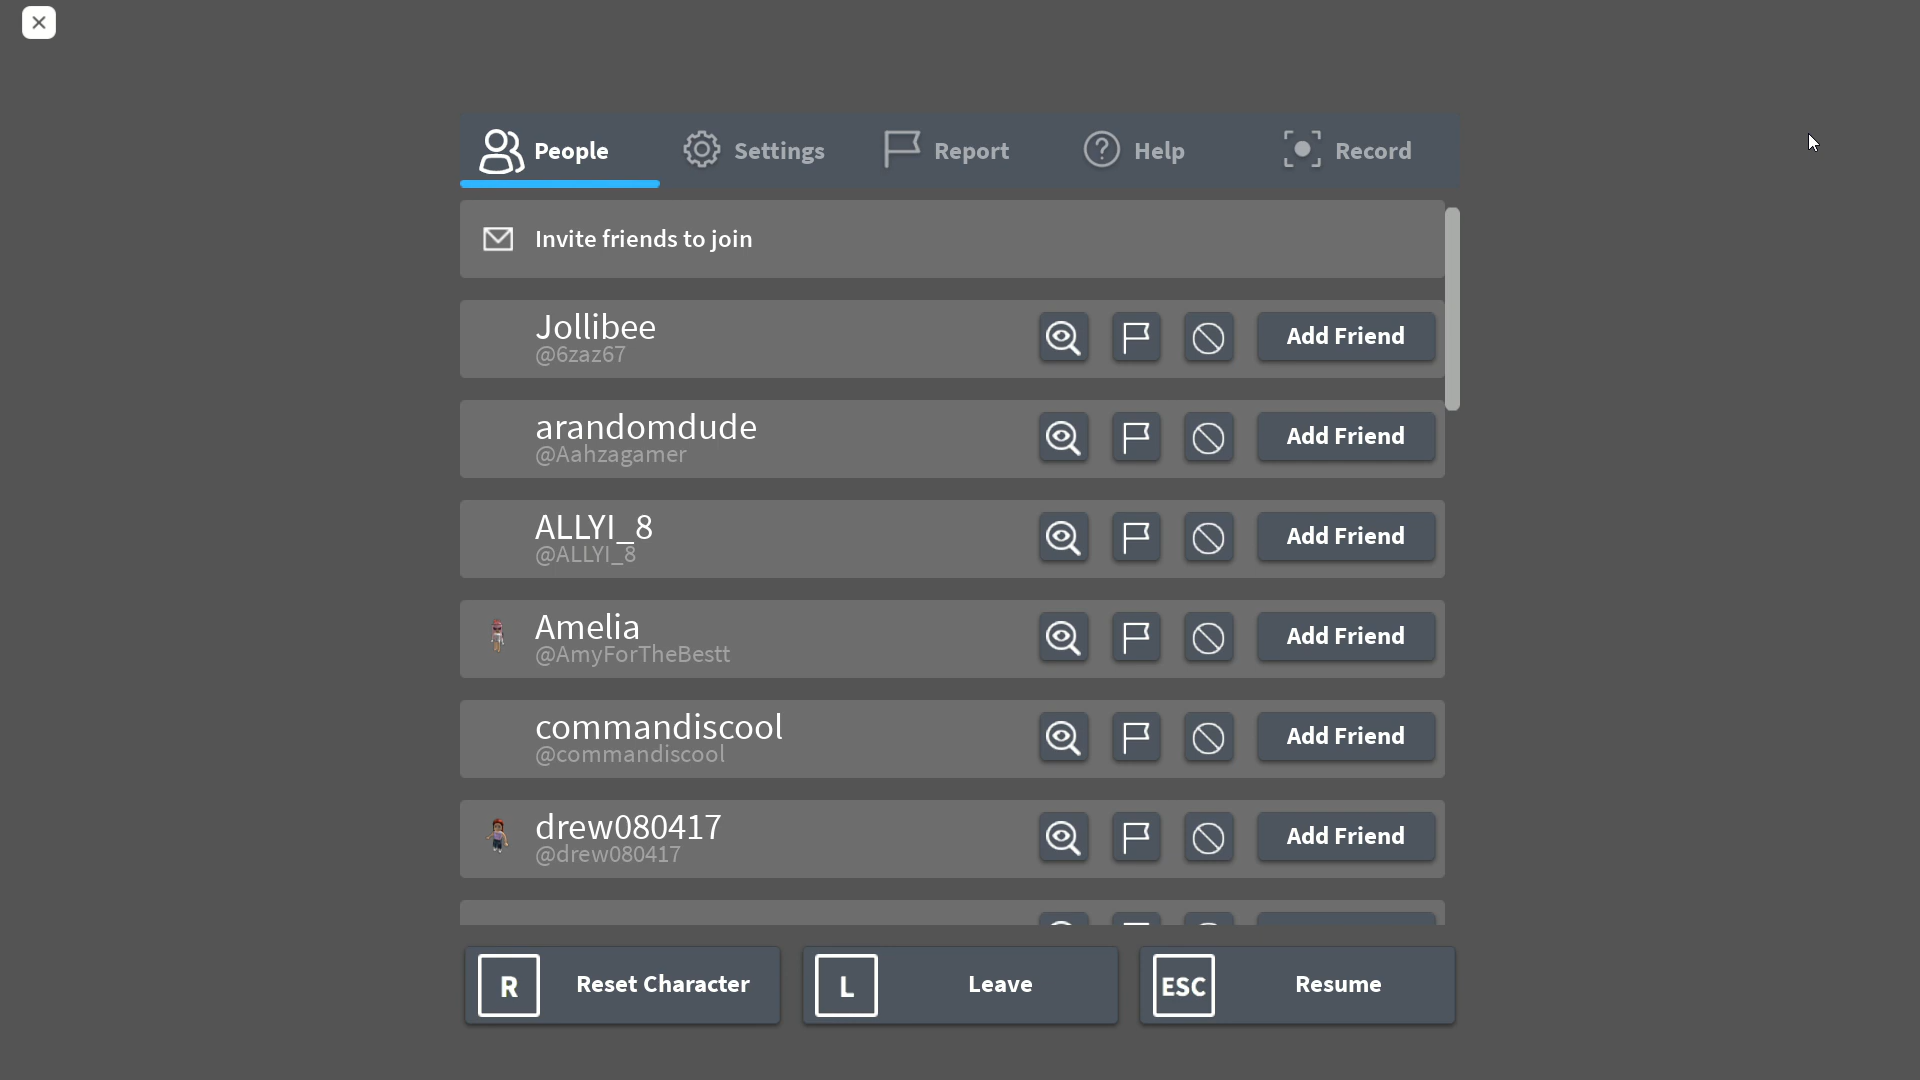 People
Settings
Report
Help
Record
Invite friends to join
Jollibee
@6zaz67
Add Friend
arandomdude
@Aahzagamer
Add Friend
ALLYI_8
@ALLYI_8
Add Friend
Amelia
@AmyForTheBestt
Add Friend
commandiscool
@commandiscool
Add Friend
drew080417
@drew080417
Add Friend
R Reset Character
L Leave
ESC Resume